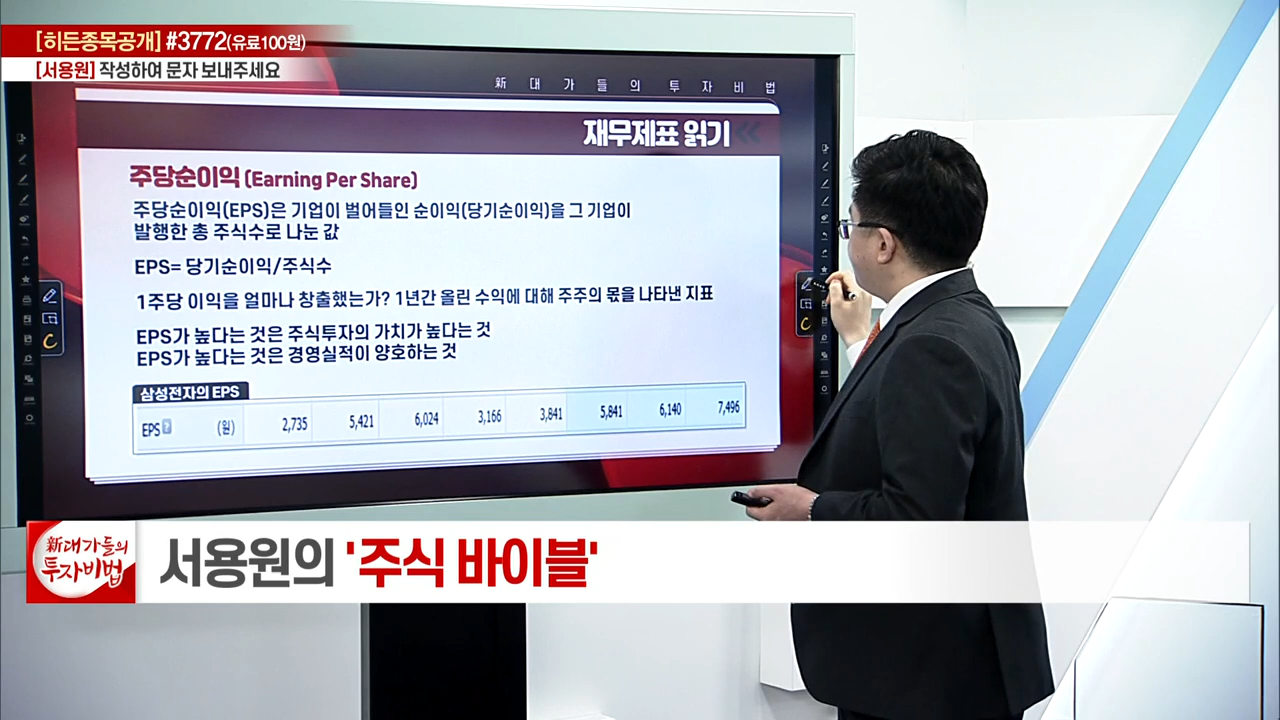 [히든종목공개] #3772(유료100원)
[서용원] 작성하여 문자 보내주세요
新 대 가 들 의 투 자 비 법
재무제표 읽기
주당순이익 (Earning Per Share)
주당순이익(EPS)은 기업이 벌어들인 순이익(당기순이익)을 그 기업이
발행한 총 주식수로 나눈 값
EPS= 당기순이익/주식수
1주당 이익을 얼마나 창출했는가? 1년간 올린 수익에 대해 주주의 몫을 나타낸 지표
EPS가 높다는 것은 주식투자의 가치가 높다는 것
EPS가 높다는 것은 경영실적이 양호하는 것
삼성전자의 EPS
EPS ? (원) 2,735 5,421 6,024 3,166 3,841 5,841 6,140 7,496
新대가들의
투자비법
서용원의 '주식 바이블'